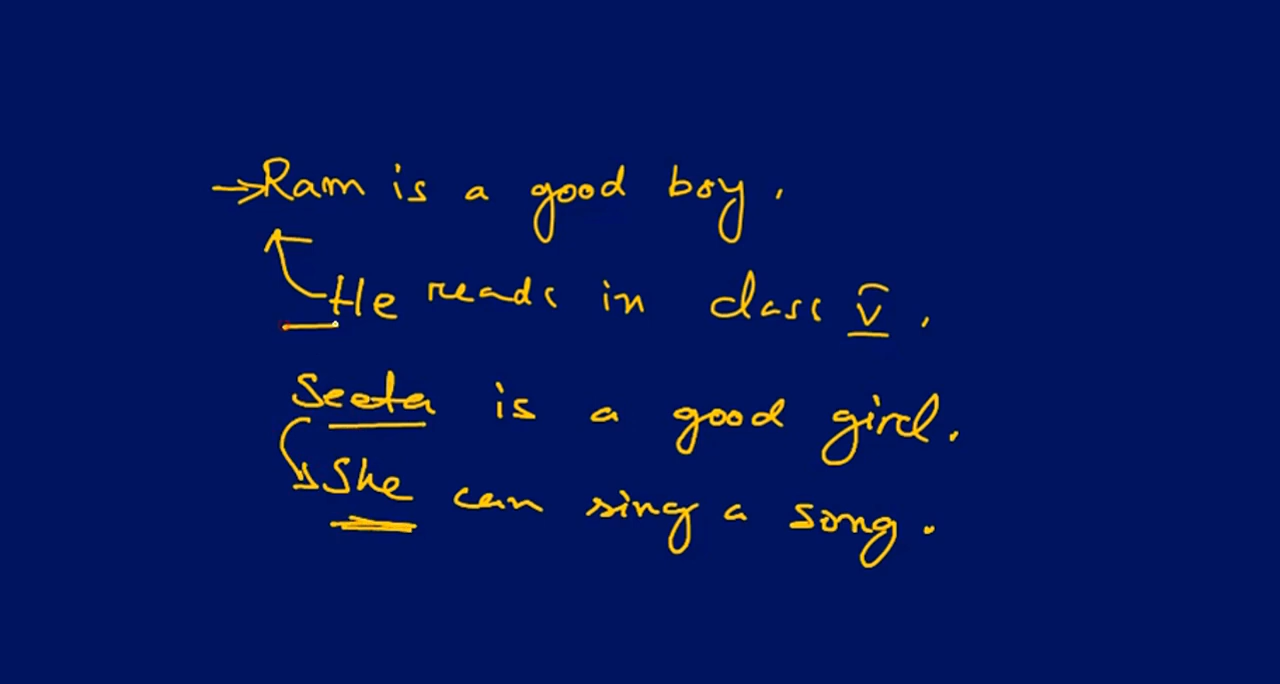 Ram is a good boy.
He reads in class V.
Seeta is a good girl.
She can sing a song.